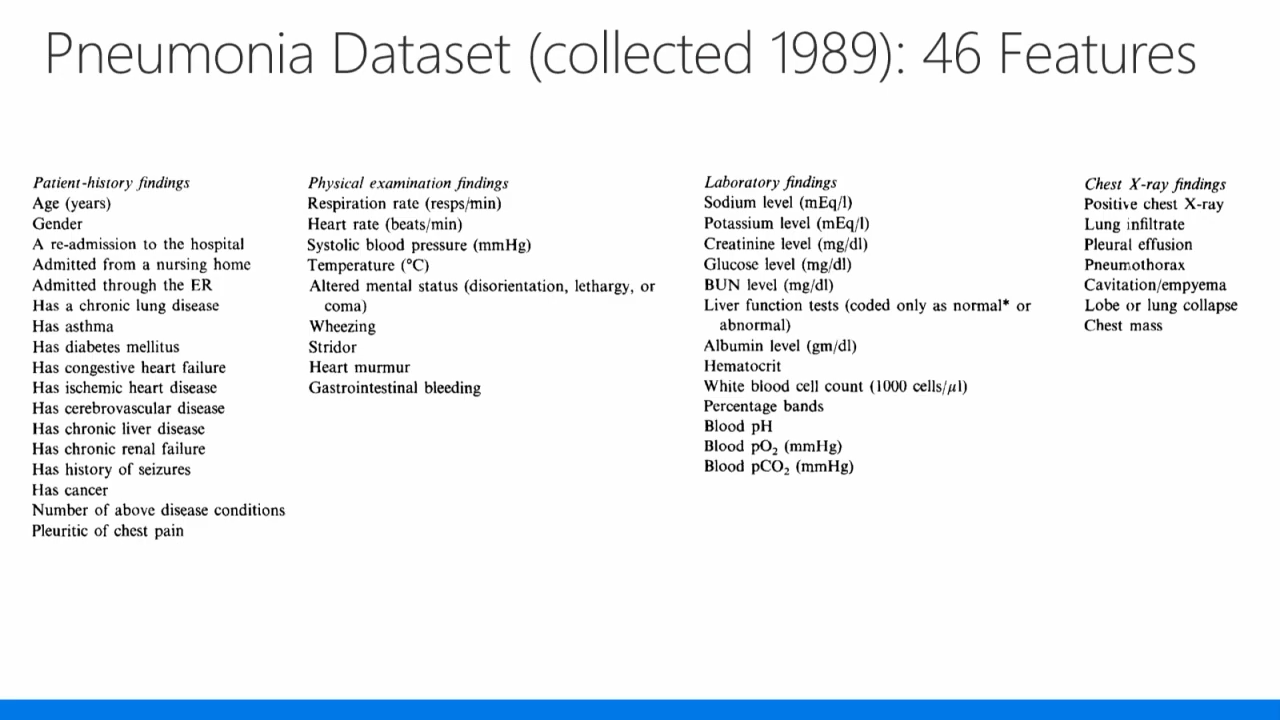 Pneumonia Dataset (collected 1989): 46 Features
Patient-history findings
Age (years)
Gender
A re-admission to the hospital
Admitted from a nursing home
Admitted through the ER
Has a chronic lung disease
Has asthma
Has diabetes mellitus
Has congestive heart failure
Has ischemic heart disease
Has cerebrovascular disease
Has chronic liver disease
Has chronic renal failure
Has history of seizures
Has cancer
Number of above disease conditions
Pleuritic of chest pain
Physical examination findings
Respiration rate (resps/min)
Heart rate (beats/min)
Systolic blood pressure (mmHg)
Temperature (°C)
Altered mental status (disorientation, lethargy, or
coma)
Wheezing
Stridor
Heart murmur
Gastrointestinal bleeding
Laboratory findings
Sodium level (mEq/l)
Potassium level (mEq/l)
Creatinine level (mg/dl)
Glucose level (mg/dl)
BUN level (mg/dl)
Liver function tests (coded only as normal* or
abnormal)
Albumin level (gm/dl)
Hematocrit
White blood cell count (1000 cells/μl)
Percentage bands
Blood pH
Blood pO₂ (mmHg)
Blood pCO₂ (mmHg)
Chest X-ray findings
Positive chest X-ray
Lung infiltrate
Pleural effusion
Pneumothorax
Cavitation/empyema
Lobe or lung collapse
Chest mass